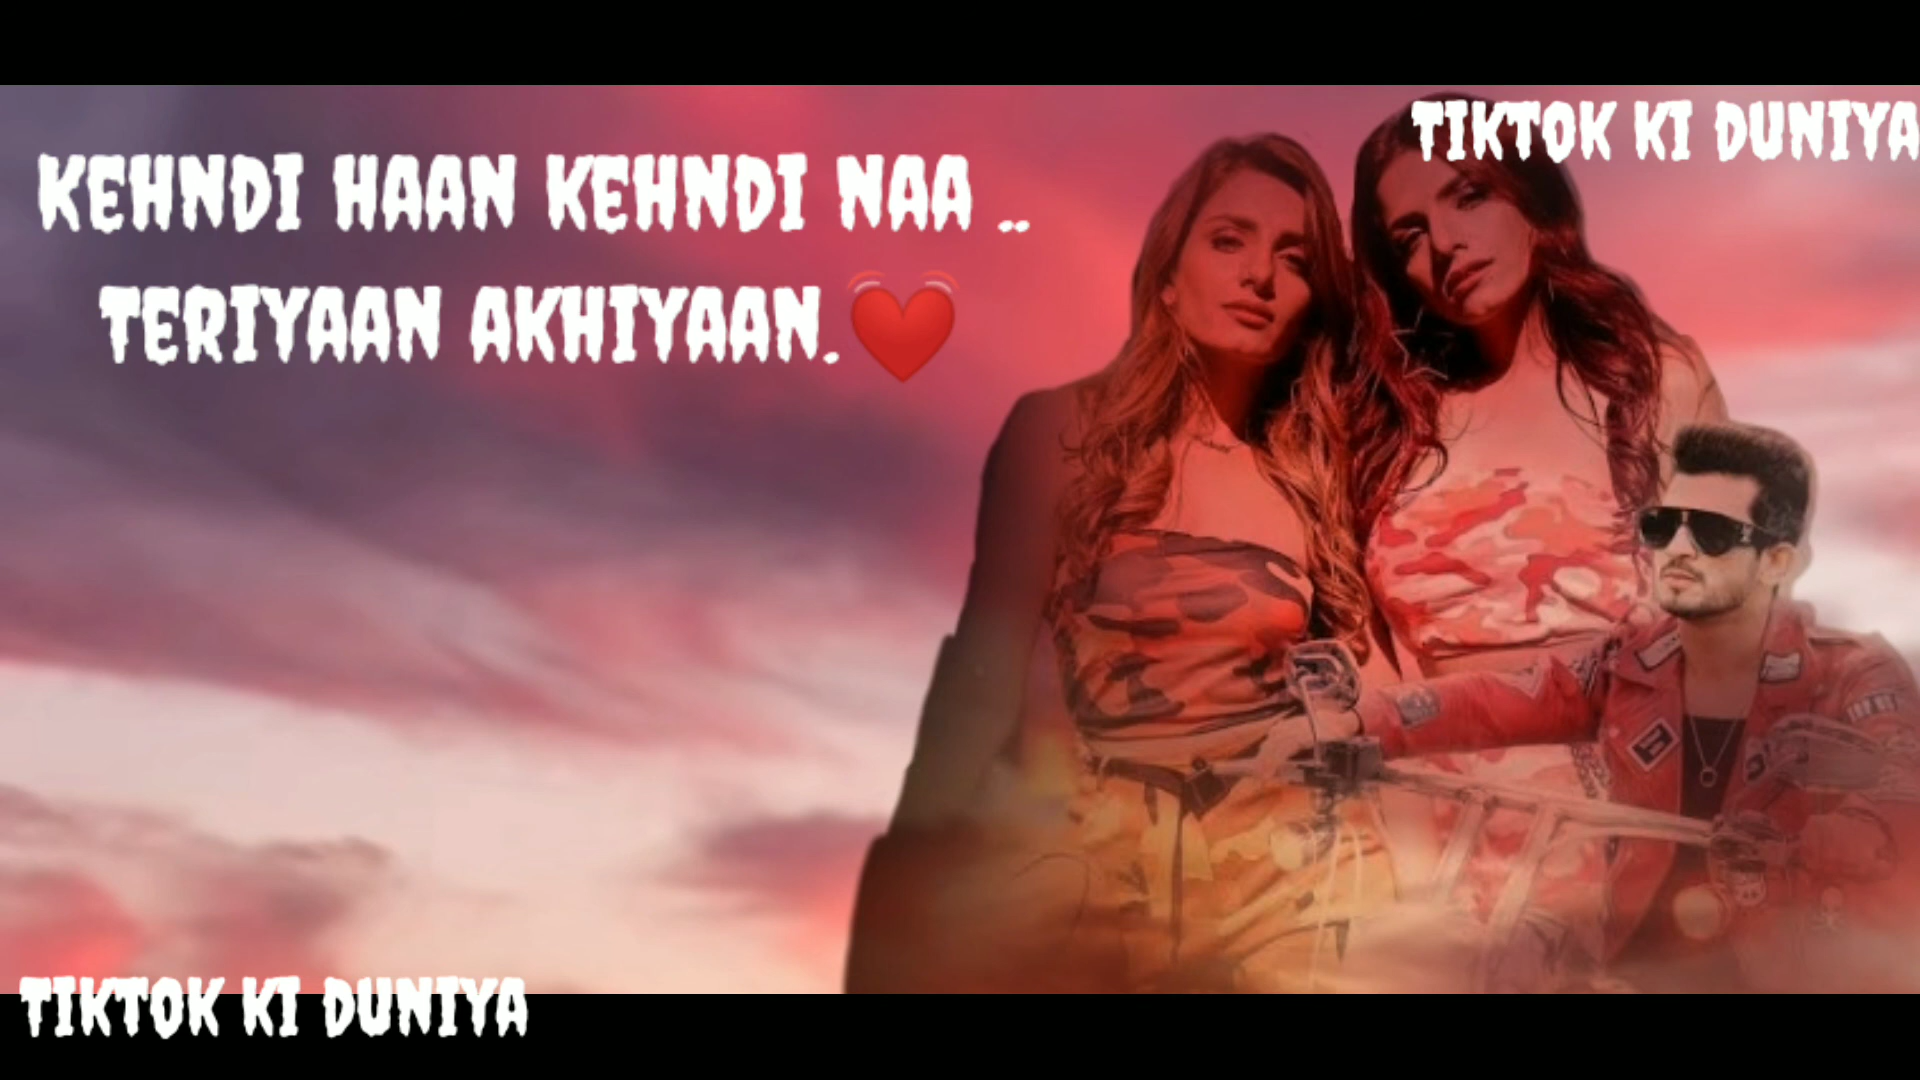 TIKTOK KI DUNIYA
KEHNDI HAAN KEHNDI NAA ..
TERIYAAN AKHIYAAN.💓
TIKTOK KI DUNIYA